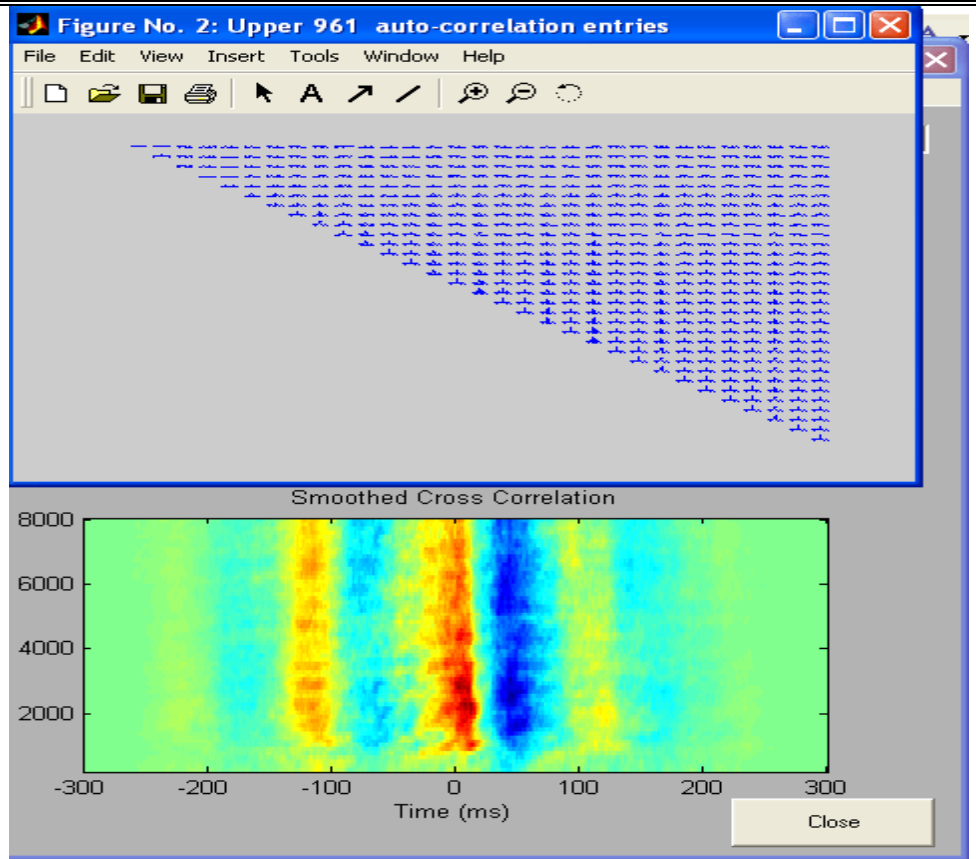 Figure No. 2: Upper 961 auto-correlation entries
File Edit View Insert Tools Window Help
A
Smoothed Cross Correlation
8000
6000
4000
2000
-300 -200 -100 0 100 200 300
Time (ms)
Close